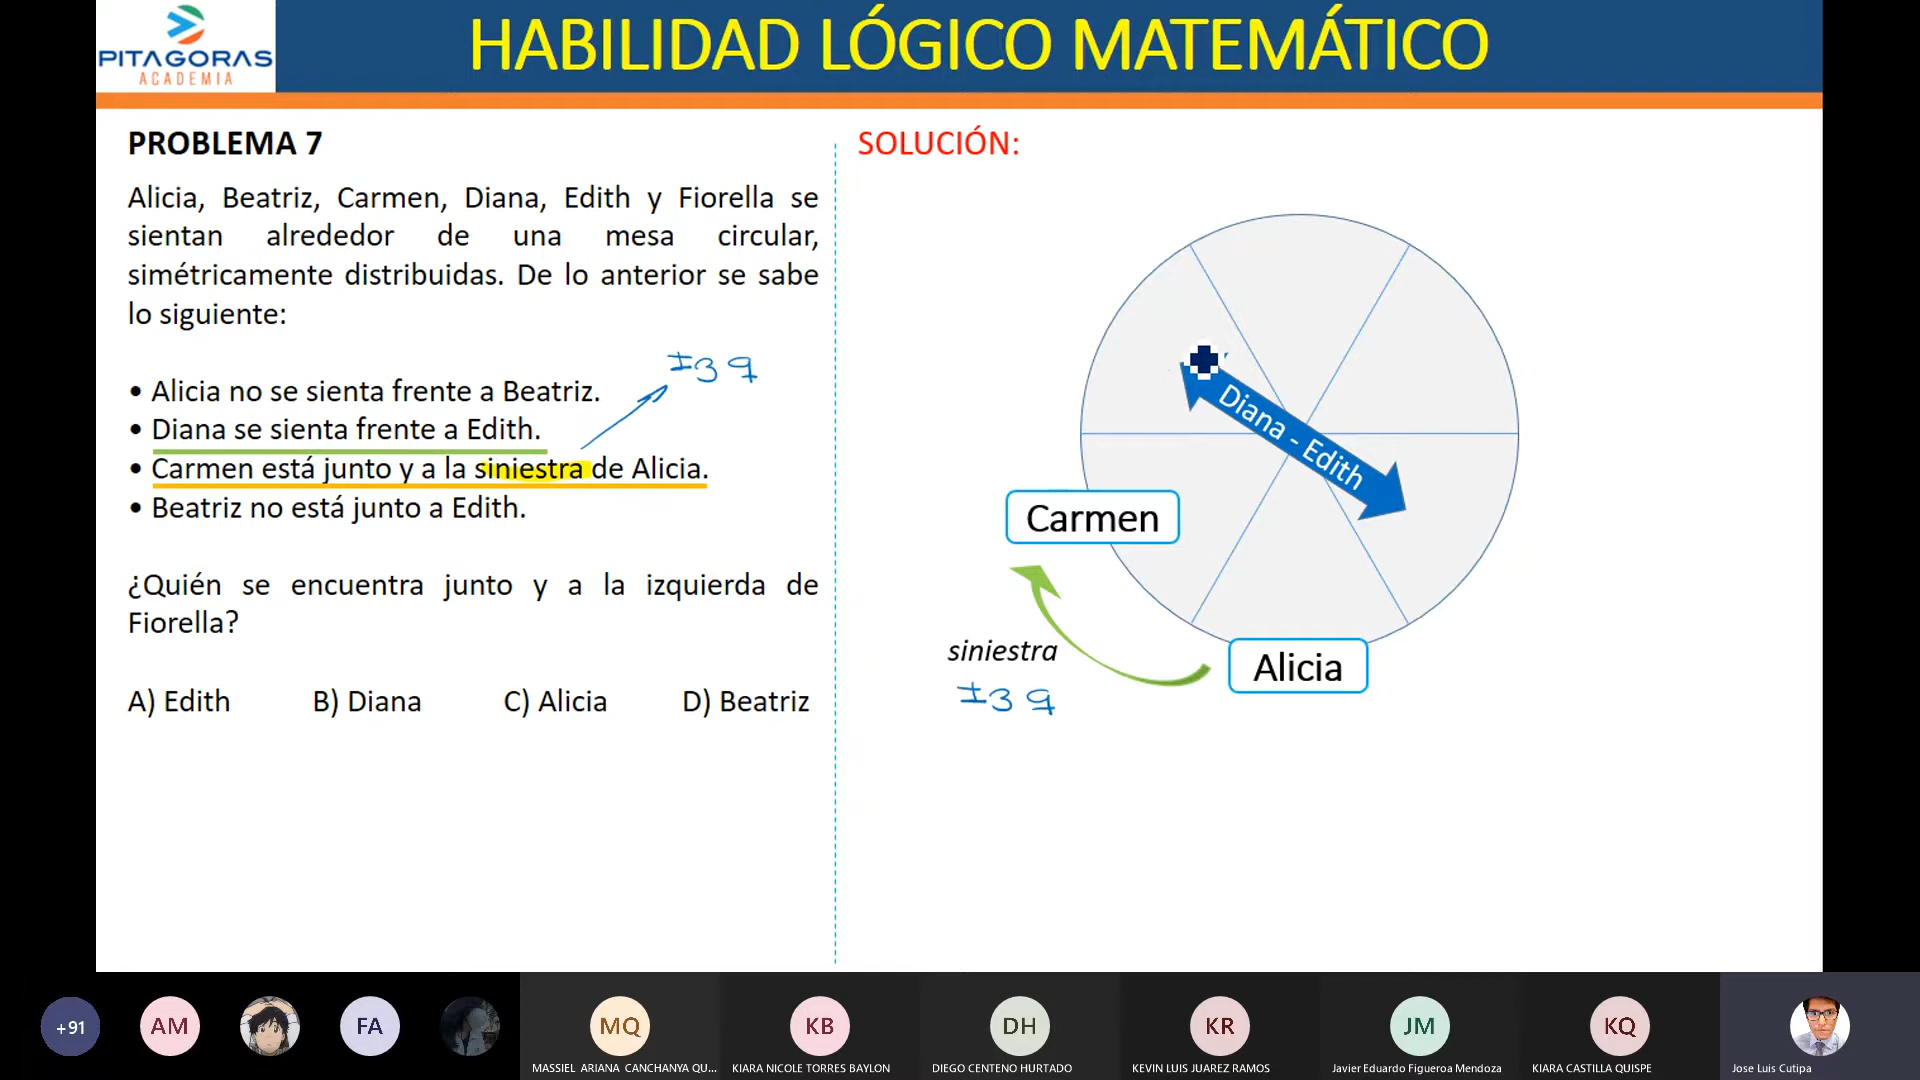 PITAGORAS
ACADEMIA
HABILIDAD LÓGICO MATEMÁTICO
PROBLEMA 7
Alicia, Beatriz, Carmen, Diana, Edith y Fiorella se
sientan alrededor de una mesa circular,
simétricamente distribuidas. De lo anterior se sabe
lo siguiente:
• Alicia no se sienta frente a Beatriz.
• Diana se sienta frente a Edith.
• Carmen está junto y a la siniestra de Alicia.
• Beatriz no está junto a Edith.
¿Quién se encuentra junto y a la izquierda de
Fiorella?
A) Edith B) Diana C) Alicia D) Beatriz
SOLUCIÓN:
Diana - Edith
Carmen
siniestra
Alicia
+91
AM
FA
MQ
KB
DH
KR
JM
KQ
MASSIEL ARIANA CANCHANYA QU...
KIARA NICOLE TORRES BAYLON
DIEGO CENTENO HURTADO
KEVIN LUIS JUAREZ RAMOS
Javier Eduardo Figueroa Mendoza
KIARA CASTILLA QUISPE
Jose Luis Cutipa